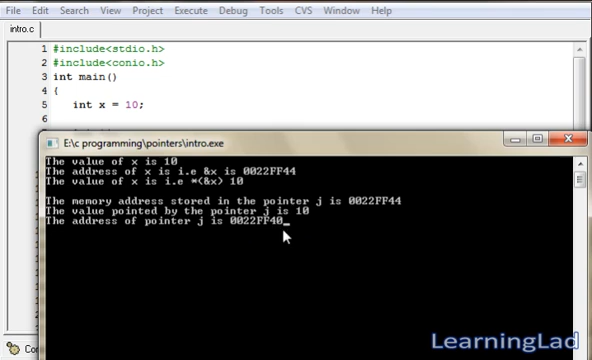 File Edit Search View Project Execute Debug Tools CVS Window Help
intro.c
1 #include<stdio.h>
2 #include<conio.h>
3 int main()
4 {
5 int x = 10;
E:\c programming\pointers\intro.exe
The value of x is 10
The address of x is i.e &x is 0022FF44
The value of x is i.e *(&x) 10
The memory address stored in the pointer j is 0022FF44
The value pointed by the pointer j is 10
The address of pointer j is 0022FF40_
LearningLad